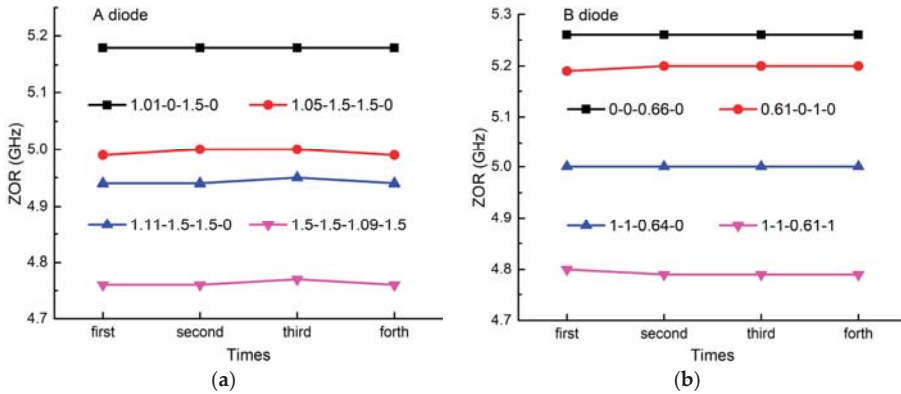 A diode
5.2
5.1
5.0
4.9
4.8
4.7
ZOR (GHz)
1.01-0-1.5-0
1.05-1.5-1.5-0
1.11-1.5-1.5-0
1.5-1.5-1.09-1.5
first
second
third
forth
Times
(a)
B diode
5.3
5.2
5.1
5.0
4.9
4.8
4.7
ZOR (GHz)
0-0-0.66-0
0.61-0-1-0
1-1-0.64-0
1-1-0.61-1
first
second
third
forth
Times
(b)